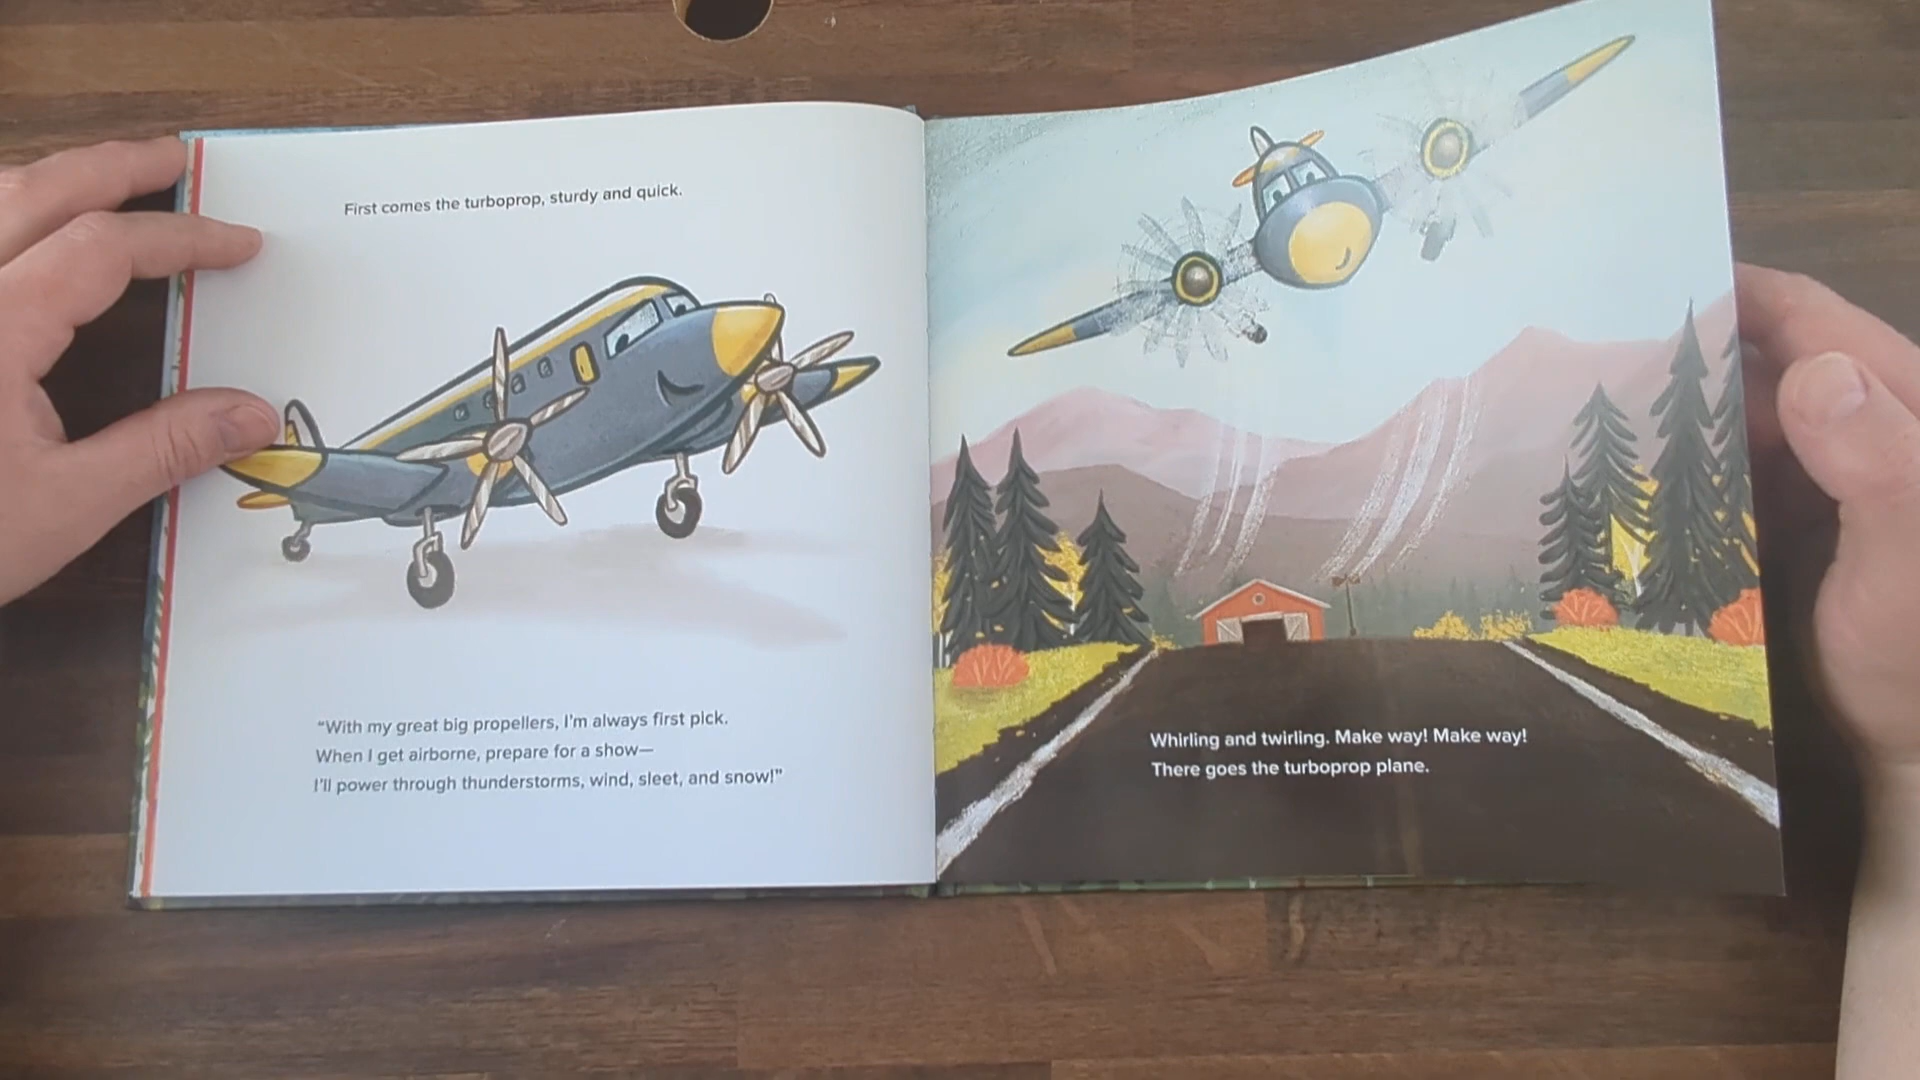 First comes the turboprop, sturdy and quick.
“With my great big propellers, I’m always first pick.
When I get airborne, prepare for a show—
I’ll power through thunderstorms, wind, sleet, and snow!”
Whirling and twirling. Make way! Make way!
There goes the turboprop plane.